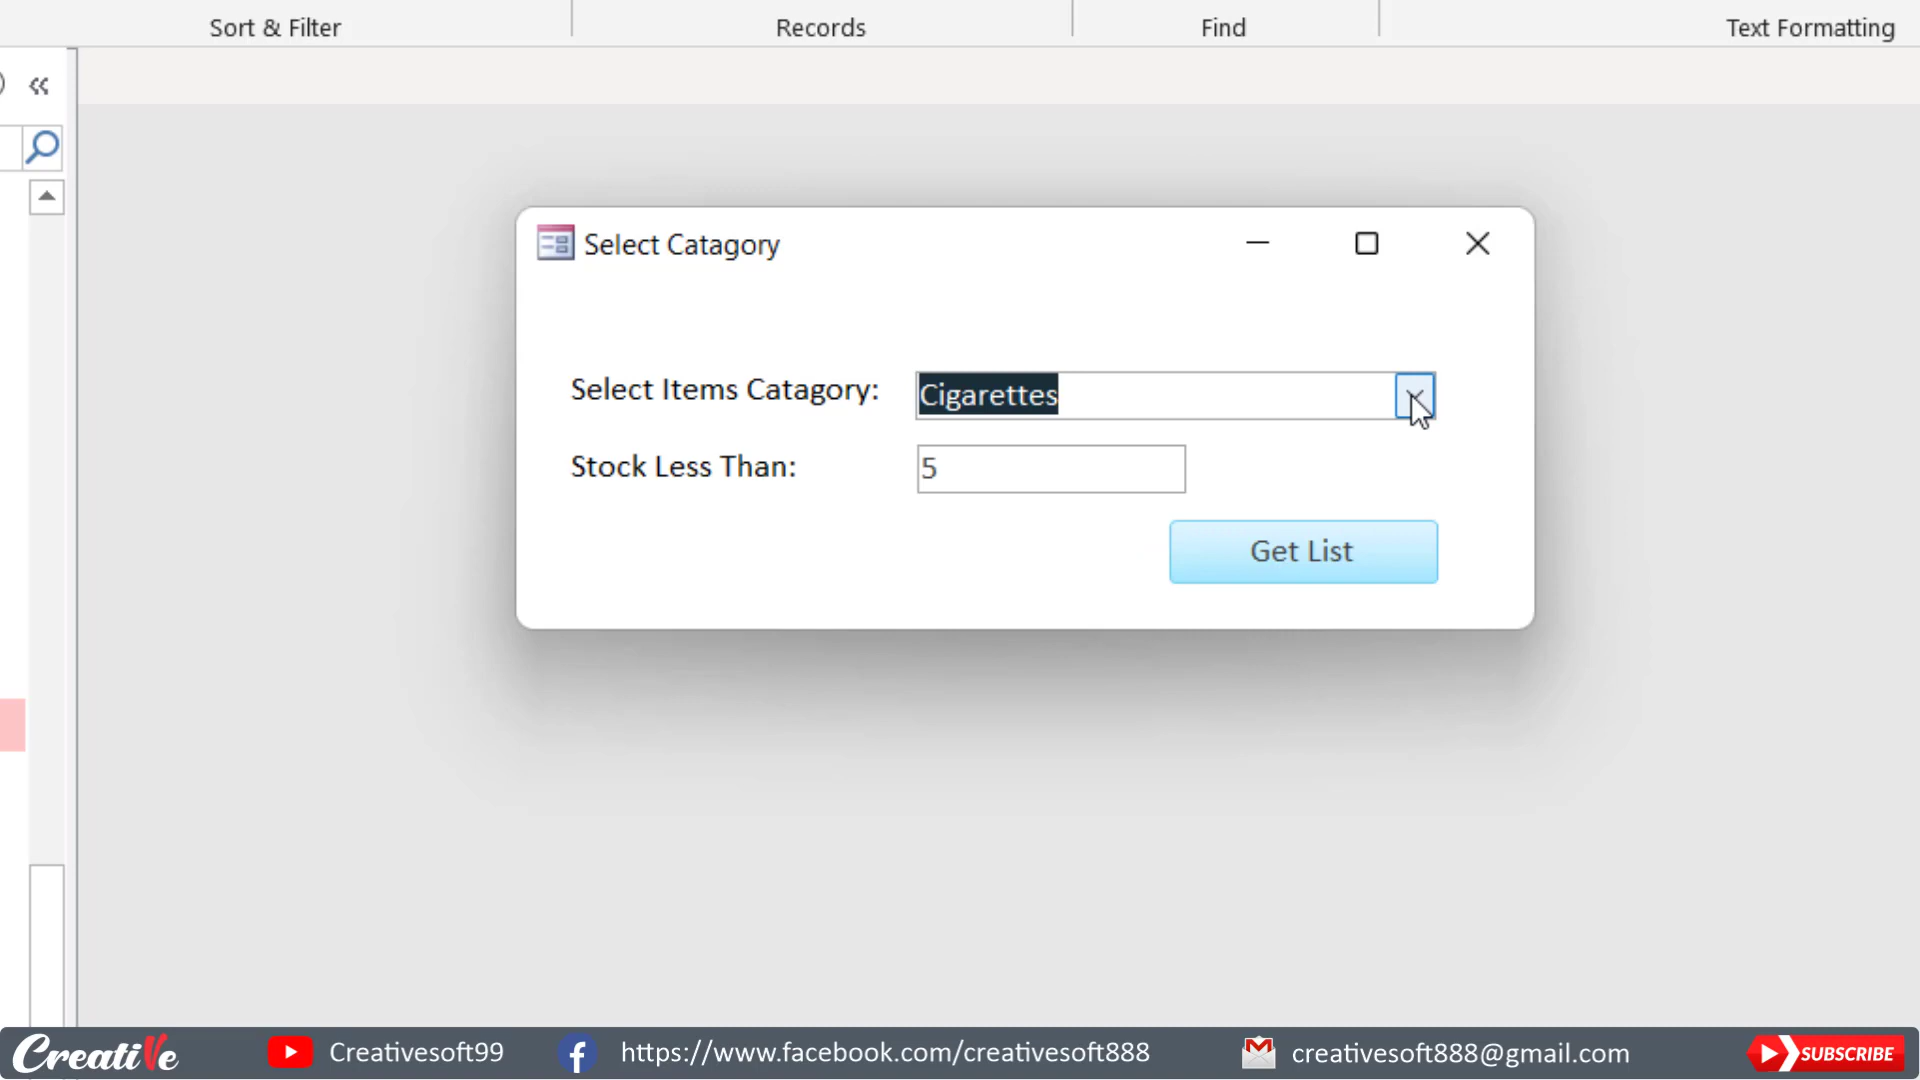 Sort & Filter Records Find Text Formatting
Select Catagory
Select Items Catagory: Cigarettes
Stock Less Than: 5
Get List
CreatiVe Creativesoft99 https://www.facebook.com/creativesoft888 creativesoft888@gmail.com SUBSCRIBE